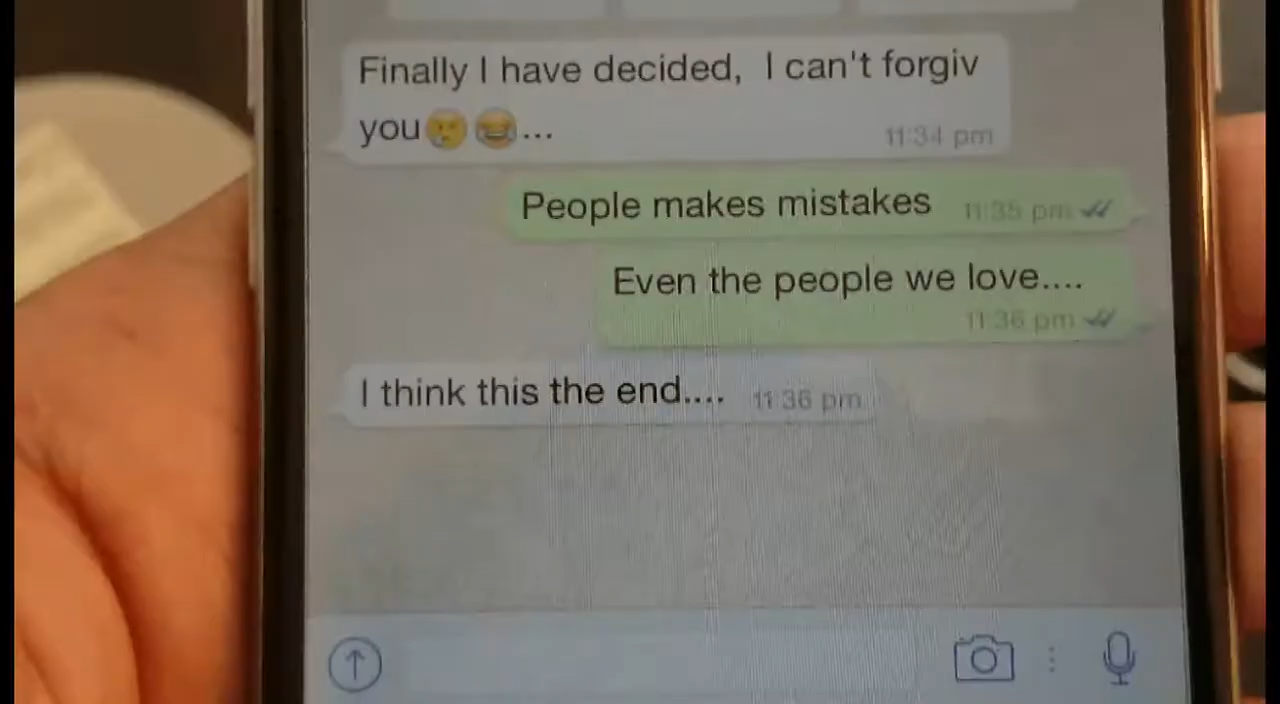 Finally I have decided, I can't forgiv
you🤥😂...
11:34 pm
People makes mistakes 11:35 pm
Even the people we love....
11:36 pm
I think this the end.... 11:36 pm